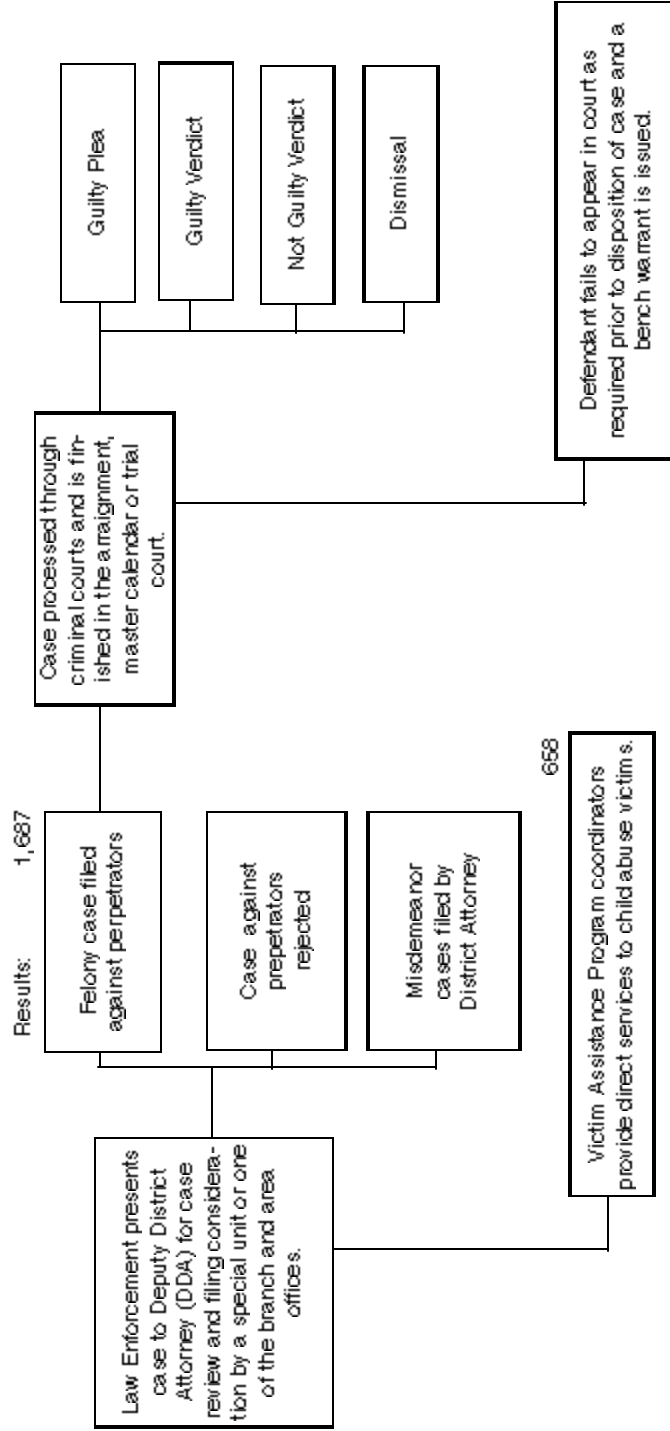 Law Enforcement presents
case to Deputy District
Attorney (DDA) for case
review and filing considera-
tion by a special unit or one
of the branch and area
offices.
Results: 1,687
Felony case filed
against perpetrators
Case against
prepetrators
rejected
Misdemeanor
cases filed by
District Attorney
658
Victim Assistance Program coordinators
provide direct services to child abuse victims.
Case processed through
criminal courts and is fin-
ished in the arraignment,
master calendar or trial
court.
Guilty Plea
Guilty Verdict
Not Guilty Verdict
Dismissal
Defendant fails to appear in court as
required prior to disposition of case and a
bench warrant is issued.